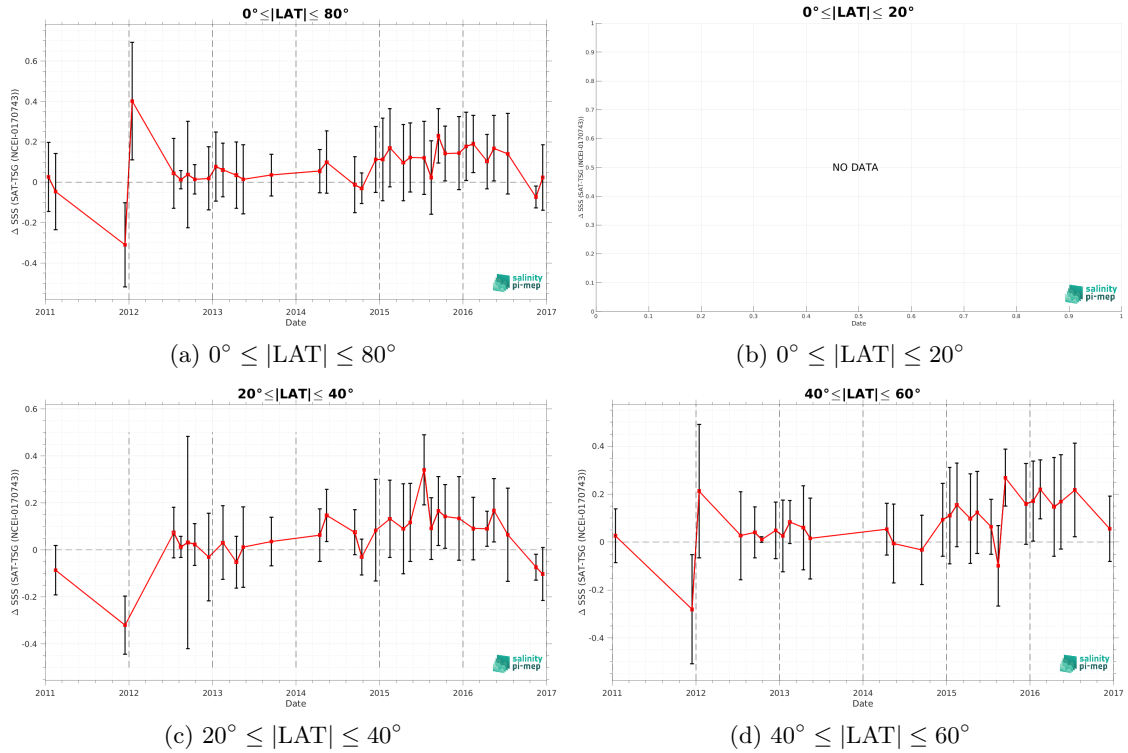 0°≤|LAT|≤ 80°
Δ SSS (SAT-TSG (NCEI-0170743))
0.6
0.4
0.2
0
-0.2
-0.4
2011 2012 2013 2014 2015 2016 2017
Date
salinity
pi-mep
(a) 0° ≤ |LAT| ≤ 80°
0°≤|LAT|≤ 20°
Δ SSS (SAT-TSG (NCEI-0170743))
1
0.9
0.8
0.7
0.6
0.5
0.4
0.3
0.2
0.1
0
NO DATA
0 0.1 0.2 0.3 0.4 0.5 0.6 0.7 0.8 0.9 1
Date
salinity
pi-mep
(b) 0° ≤ |LAT| ≤ 20°
20°≤|LAT|≤ 40°
Δ SSS (SAT-TSG (NCEI-0170743))
0.6
0.4
0.2
0
-0.2
-0.4
2011 2012 2013 2014 2015 2016 2017
Date
salinity
pi-mep
(c) 20° ≤ |LAT| ≤ 40°
40°≤|LAT|≤ 60°
Δ SSS (SAT-TSG (NCEI-0170743))
0.4
0.2
0
-0.2
-0.4
2011 2012 2013 2014 2015 2016 2017
Date
salinity
pi-mep
(d) 40° ≤ |LAT| ≤ 60°